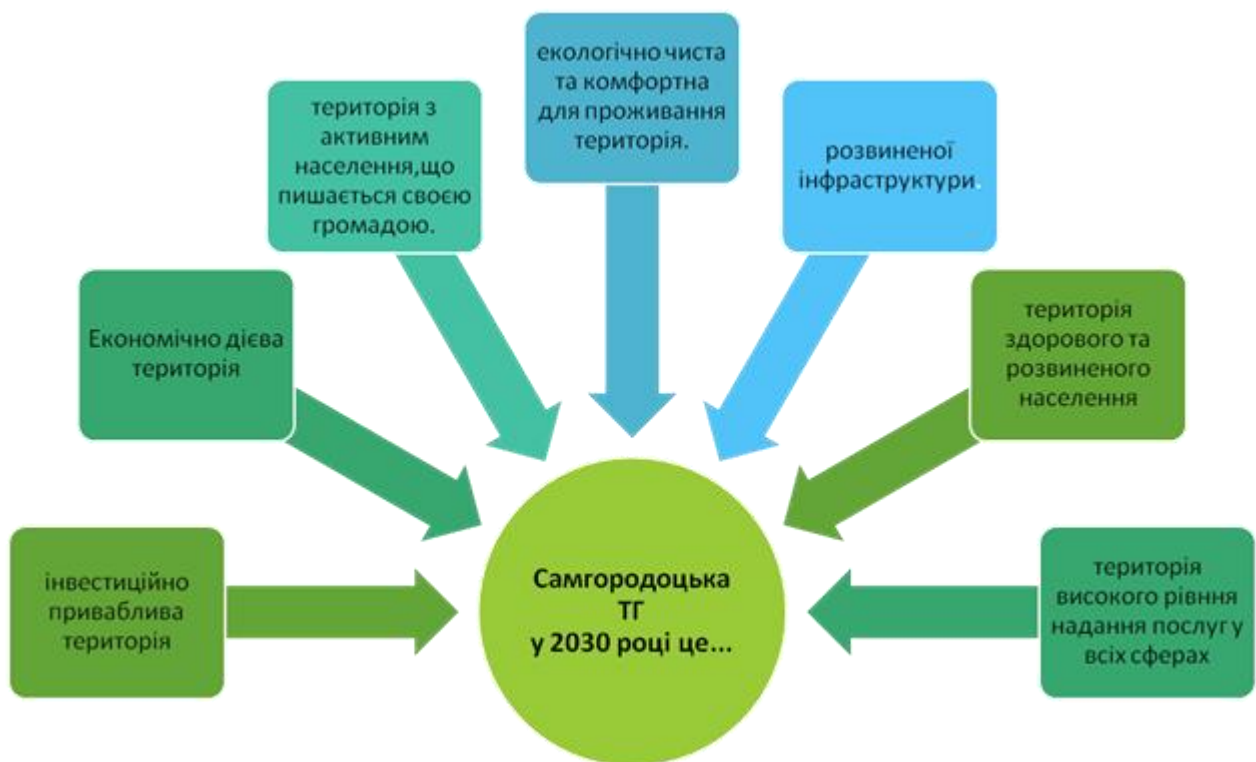 екологічно чиста
та комфортна
для проживання
територія.
територія з
активним
населення,що
пишається своєю
громадою.
розвиненої
інфраструктури.
Економічно дієва
територія
територія
здорового та
розвиненого
населення
інвестиційно
приваблива
територія
Самгородоцька
ТГ
у 2030 році це...
територія
високого рівння
надання послуг у
всіх сферах